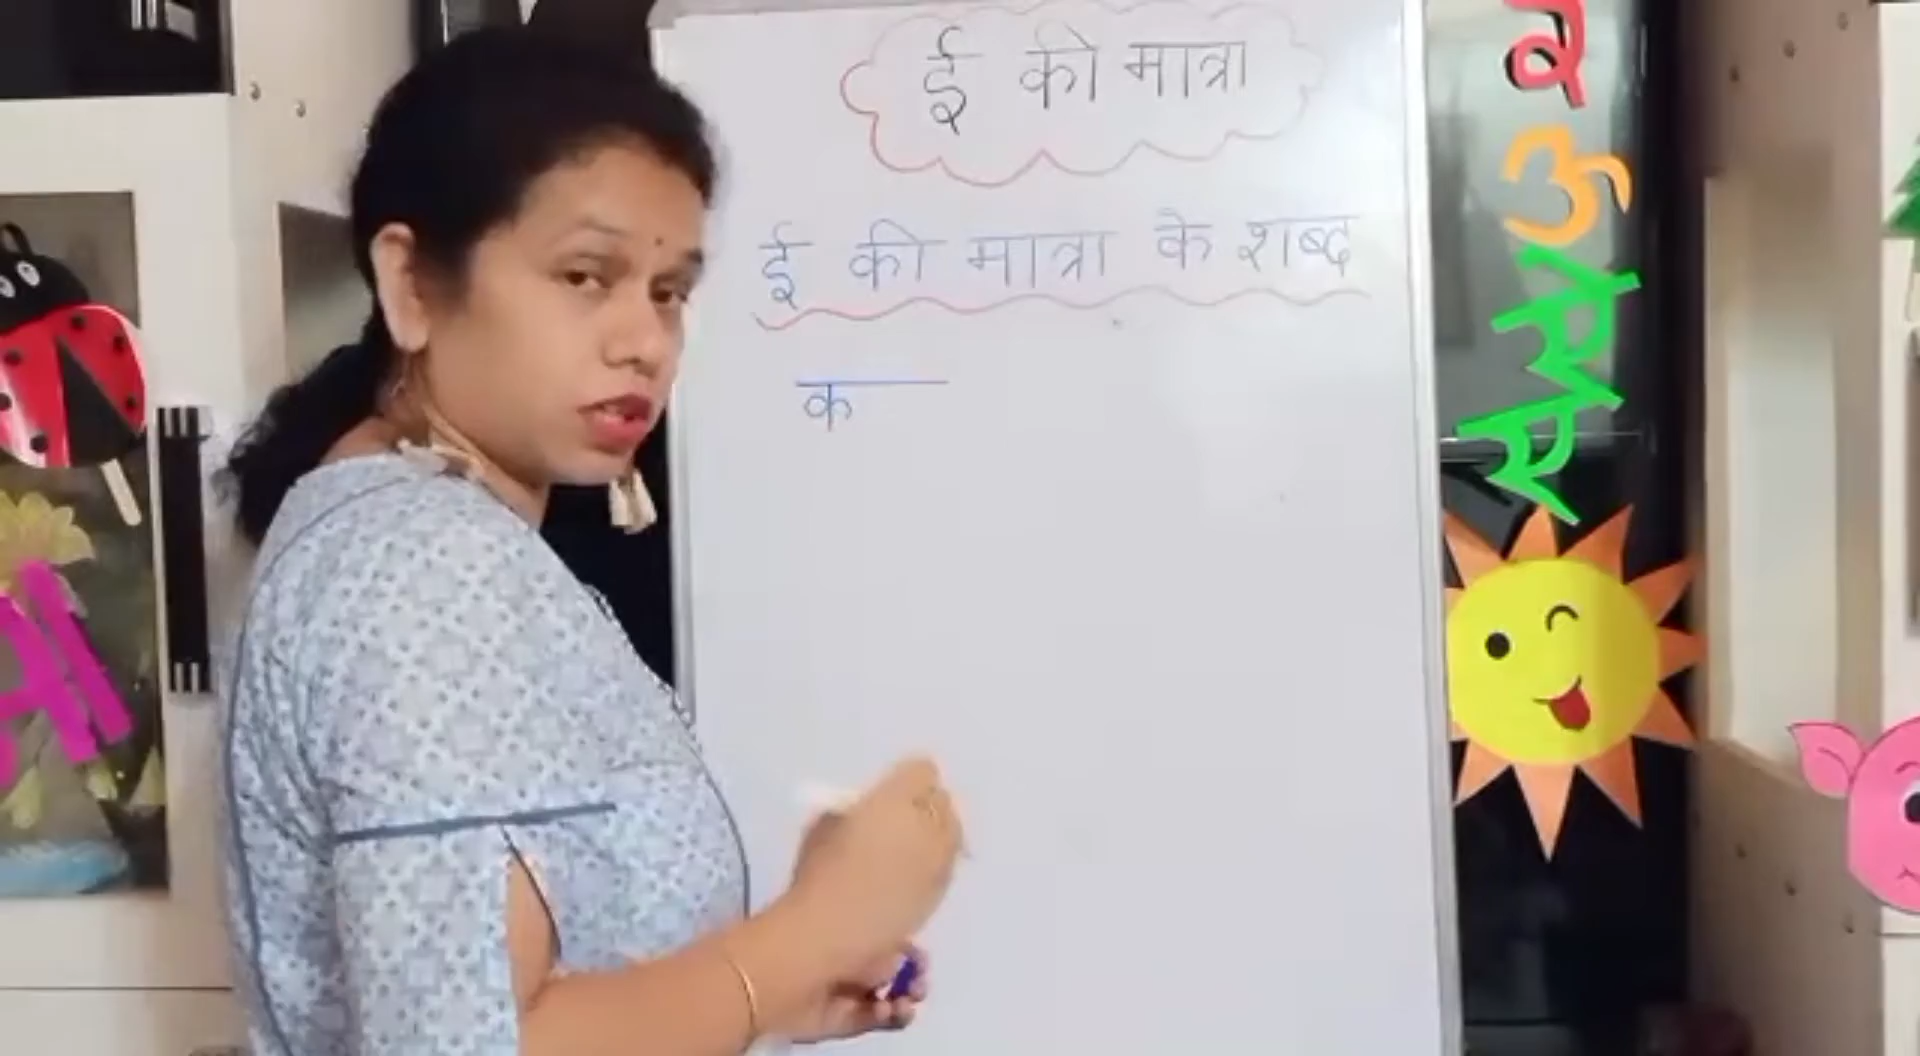 ई की मात्रा
ई की मात्रा के शब्द
क
उ
ऊ
ऐ
ए